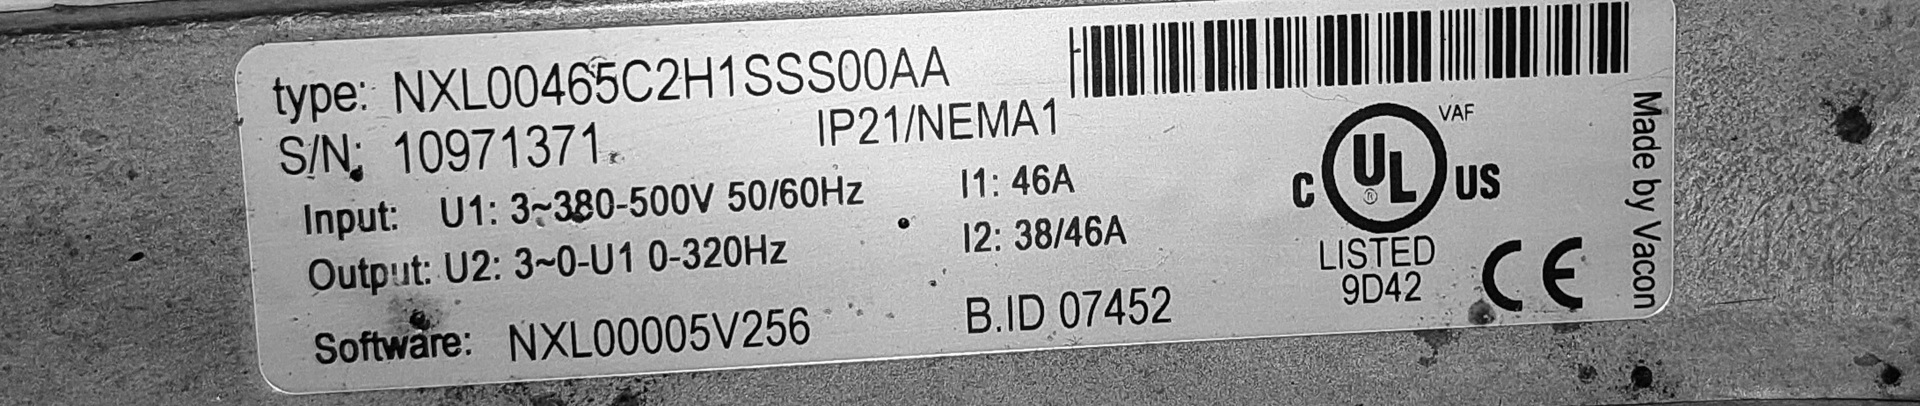 type: NXL00465C2H1SSS00AA
S/N: 10971371
IP21/NEMA1
Input: U1: 3~380-500V 50/60Hz I1: 46A
Output: U2: 3~0-U1 0-320Hz I2: 38/46A
Software: NXL00005V256 B.ID 07452
VAF
C UL ® US
LISTED
9D42
CE
Made by Vacon